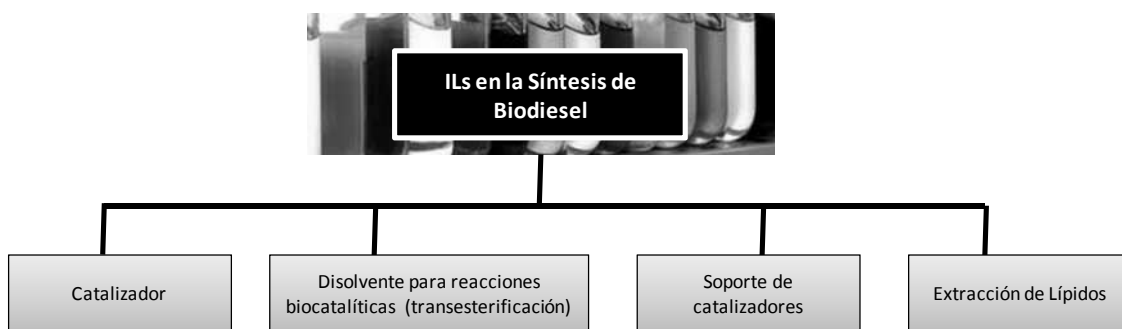 ILs en la Síntesis de
Biodiesel
Catalizador
Disolvente para reacciones
biocatalíticas (transesterificación)
Soporte de
catalizadores
Extracción de Lípidos